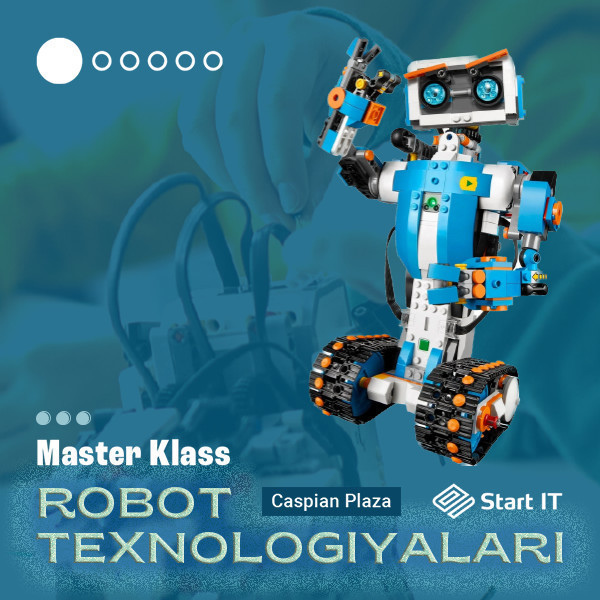 Master Klass
ROBOT
Caspian Plaza
Start IT
TEXNOLOGIYALARI